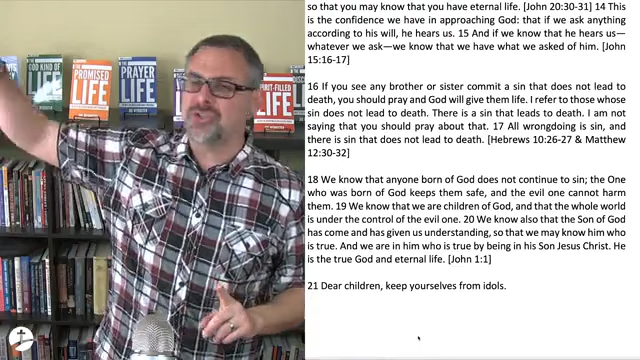 GOD KIND OF
LIFE
PROMISED
LIFE
PRAYER
LIFE
SPIRIT-FILLED
LIFE
so that you may know that you have eternal life. [John 20:30-31] 14 This
is the confidence we have in approaching God: that if we ask anything
according to his will, he hears us. 15 And if we know that he hears us—
whatever we ask—we know that we have what we asked of him. [John
15:16-17]
16 If you see any brother or sister commit a sin that does not lead to
death, you should pray and God will give them life. I refer to those whose
sin does not lead to death. There is a sin that leads to death. I am not
saying that you should pray about that. 17 All wrongdoing is sin, and
there is sin that does not lead to death. [Hebrews 10:26-27 & Matthew
12:30-32]
18 We know that anyone born of God does not continue to sin; the One
who was born of God keeps them safe, and the evil one cannot harm
them. 19 We know that we are children of God, and that the whole world
is under the control of the evil one. 20 We know also that the Son of God
has come and has given us understanding, so that we may know him who
is true. And we are in him who is true by being in his Son Jesus Christ. He
is the true God and eternal life. [John 1:1]
21 Dear children, keep yourselves from idols.